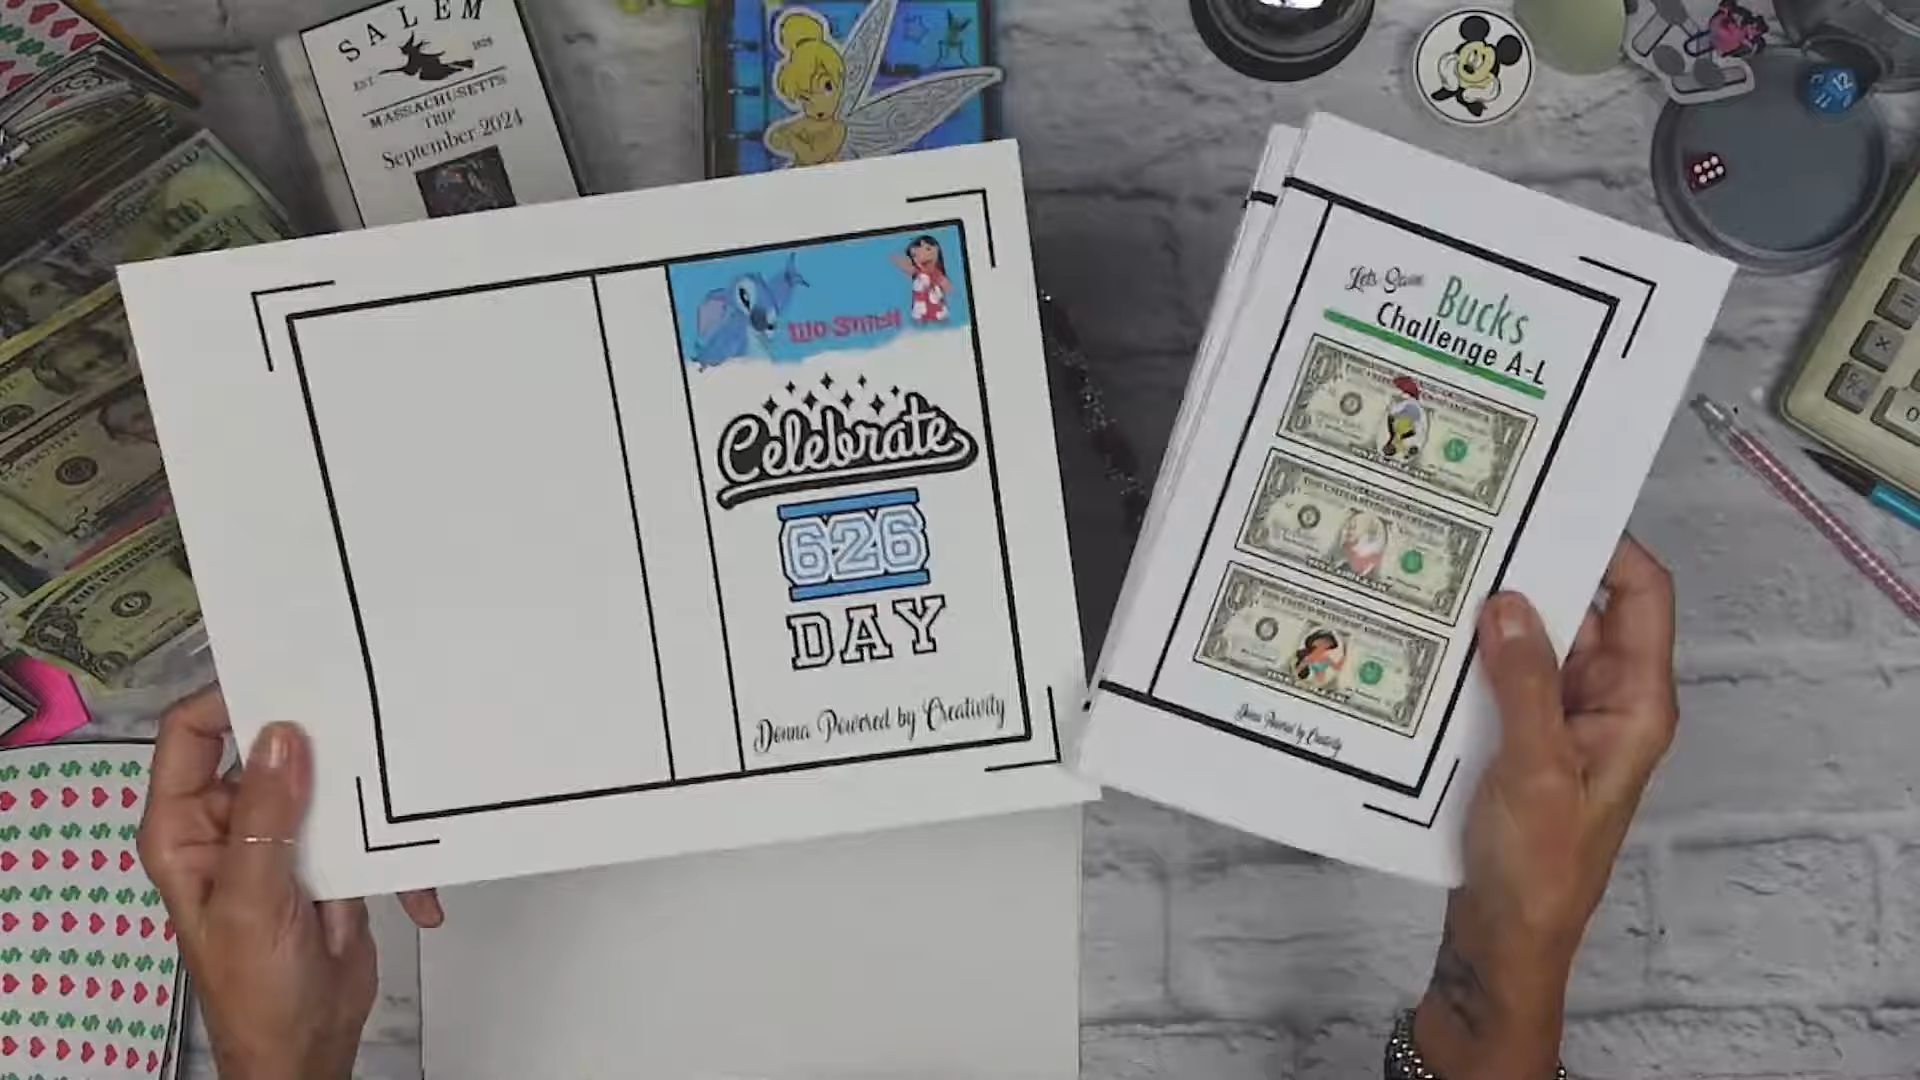 SALEM
EST 1626
MASSACHUSETTS
TRIP
September 2024
Lilo Stitch
Celebrate
626
DAY
Donna Powered by Creativity
Lets Save
Bucks
Challenge A-L
Donna Powered by Creativity
12